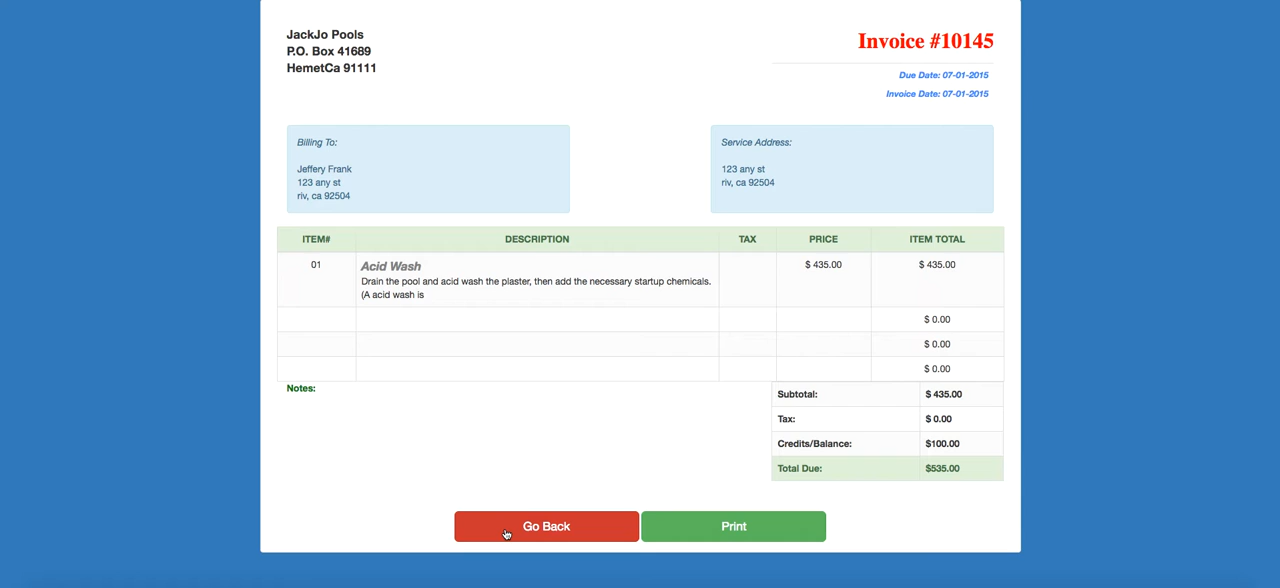 JackJo Pools
P.O. Box 41689
HemetCa 91111
Invoice #10145
Due Date: 07-01-2015
Invoice Date: 07-01-2015
Billing To:
Jeffery Frank
123 any st
riv, ca 92504
Service Address:
123 any st
riv, ca 92504
ITEM# DESCRIPTION TAX PRICE ITEM TOTAL
01 Acid Wash $ 435.00 $ 435.00
Drain the pool and acid wash the plaster, then add the necessary startup chemicals.
(A acid wash is
$ 0.00
$ 0.00
$ 0.00
Notes:
Subtotal: $ 435.00
Tax: $ 0.00
Credits/Balance: $100.00
Total Due: $535.00
Go Back Print